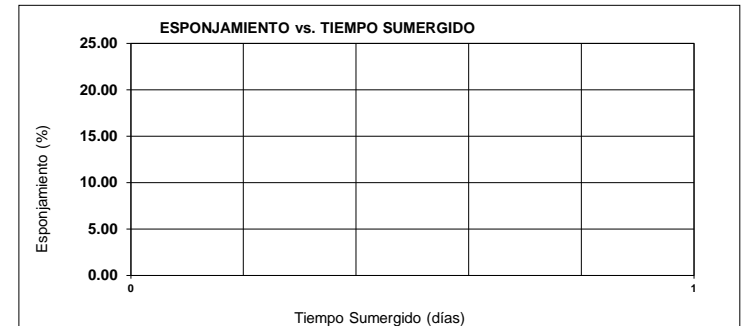 ESPONJAMIENTO vs. TIEMPO SUMERGIDO
25.00
20.00
15.00
10.00
5.00
0.00
Esponjamiento (%)
0 1
Tiempo Sumergido (días)